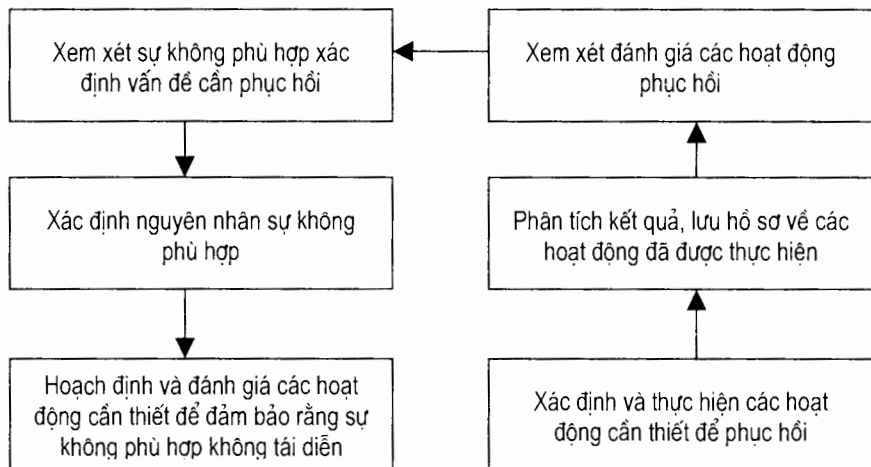 Xem xét sự không phù hợp xác
định vấn đề cần phục hồi
Xem xét đánh giá các hoạt động
phục hồi
Xác định nguyên nhân sự không
phù hợp
Phân tích kết quả, lưu hồ sơ về các
hoạt động đã được thực hiện
Hoạch định và đánh giá các hoạt
động cần thiết để đảm bảo rằng sự
không phù hợp không tái diễn
Xác định và thực hiện các hoạt
động cần thiết để phục hồi